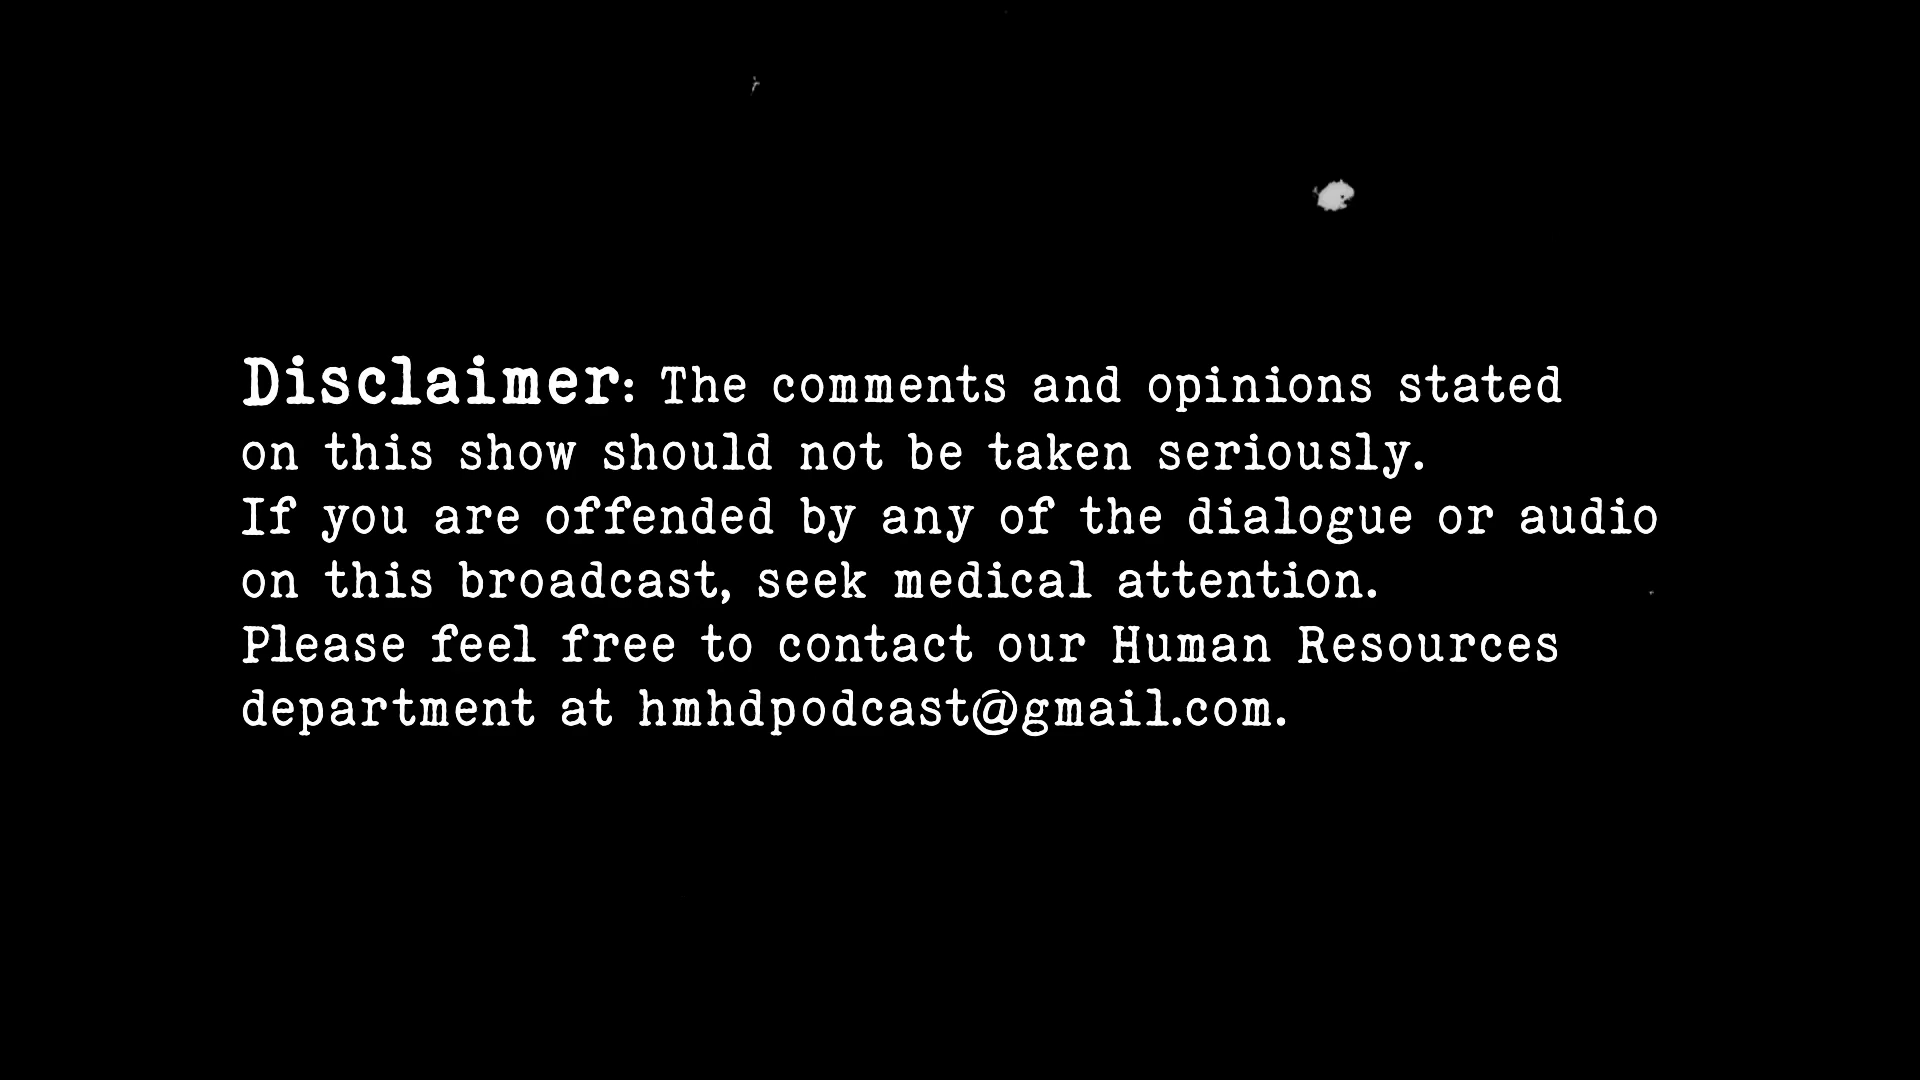 Disclaimer: The comments and opinions stated
on this show should not be taken seriously.
If you are offended by any of the dialogue or audio
on this broadcast, seek medical attention.
Please feel free to contact our Human Resources
department at hmhdpodcast@gmail.com.